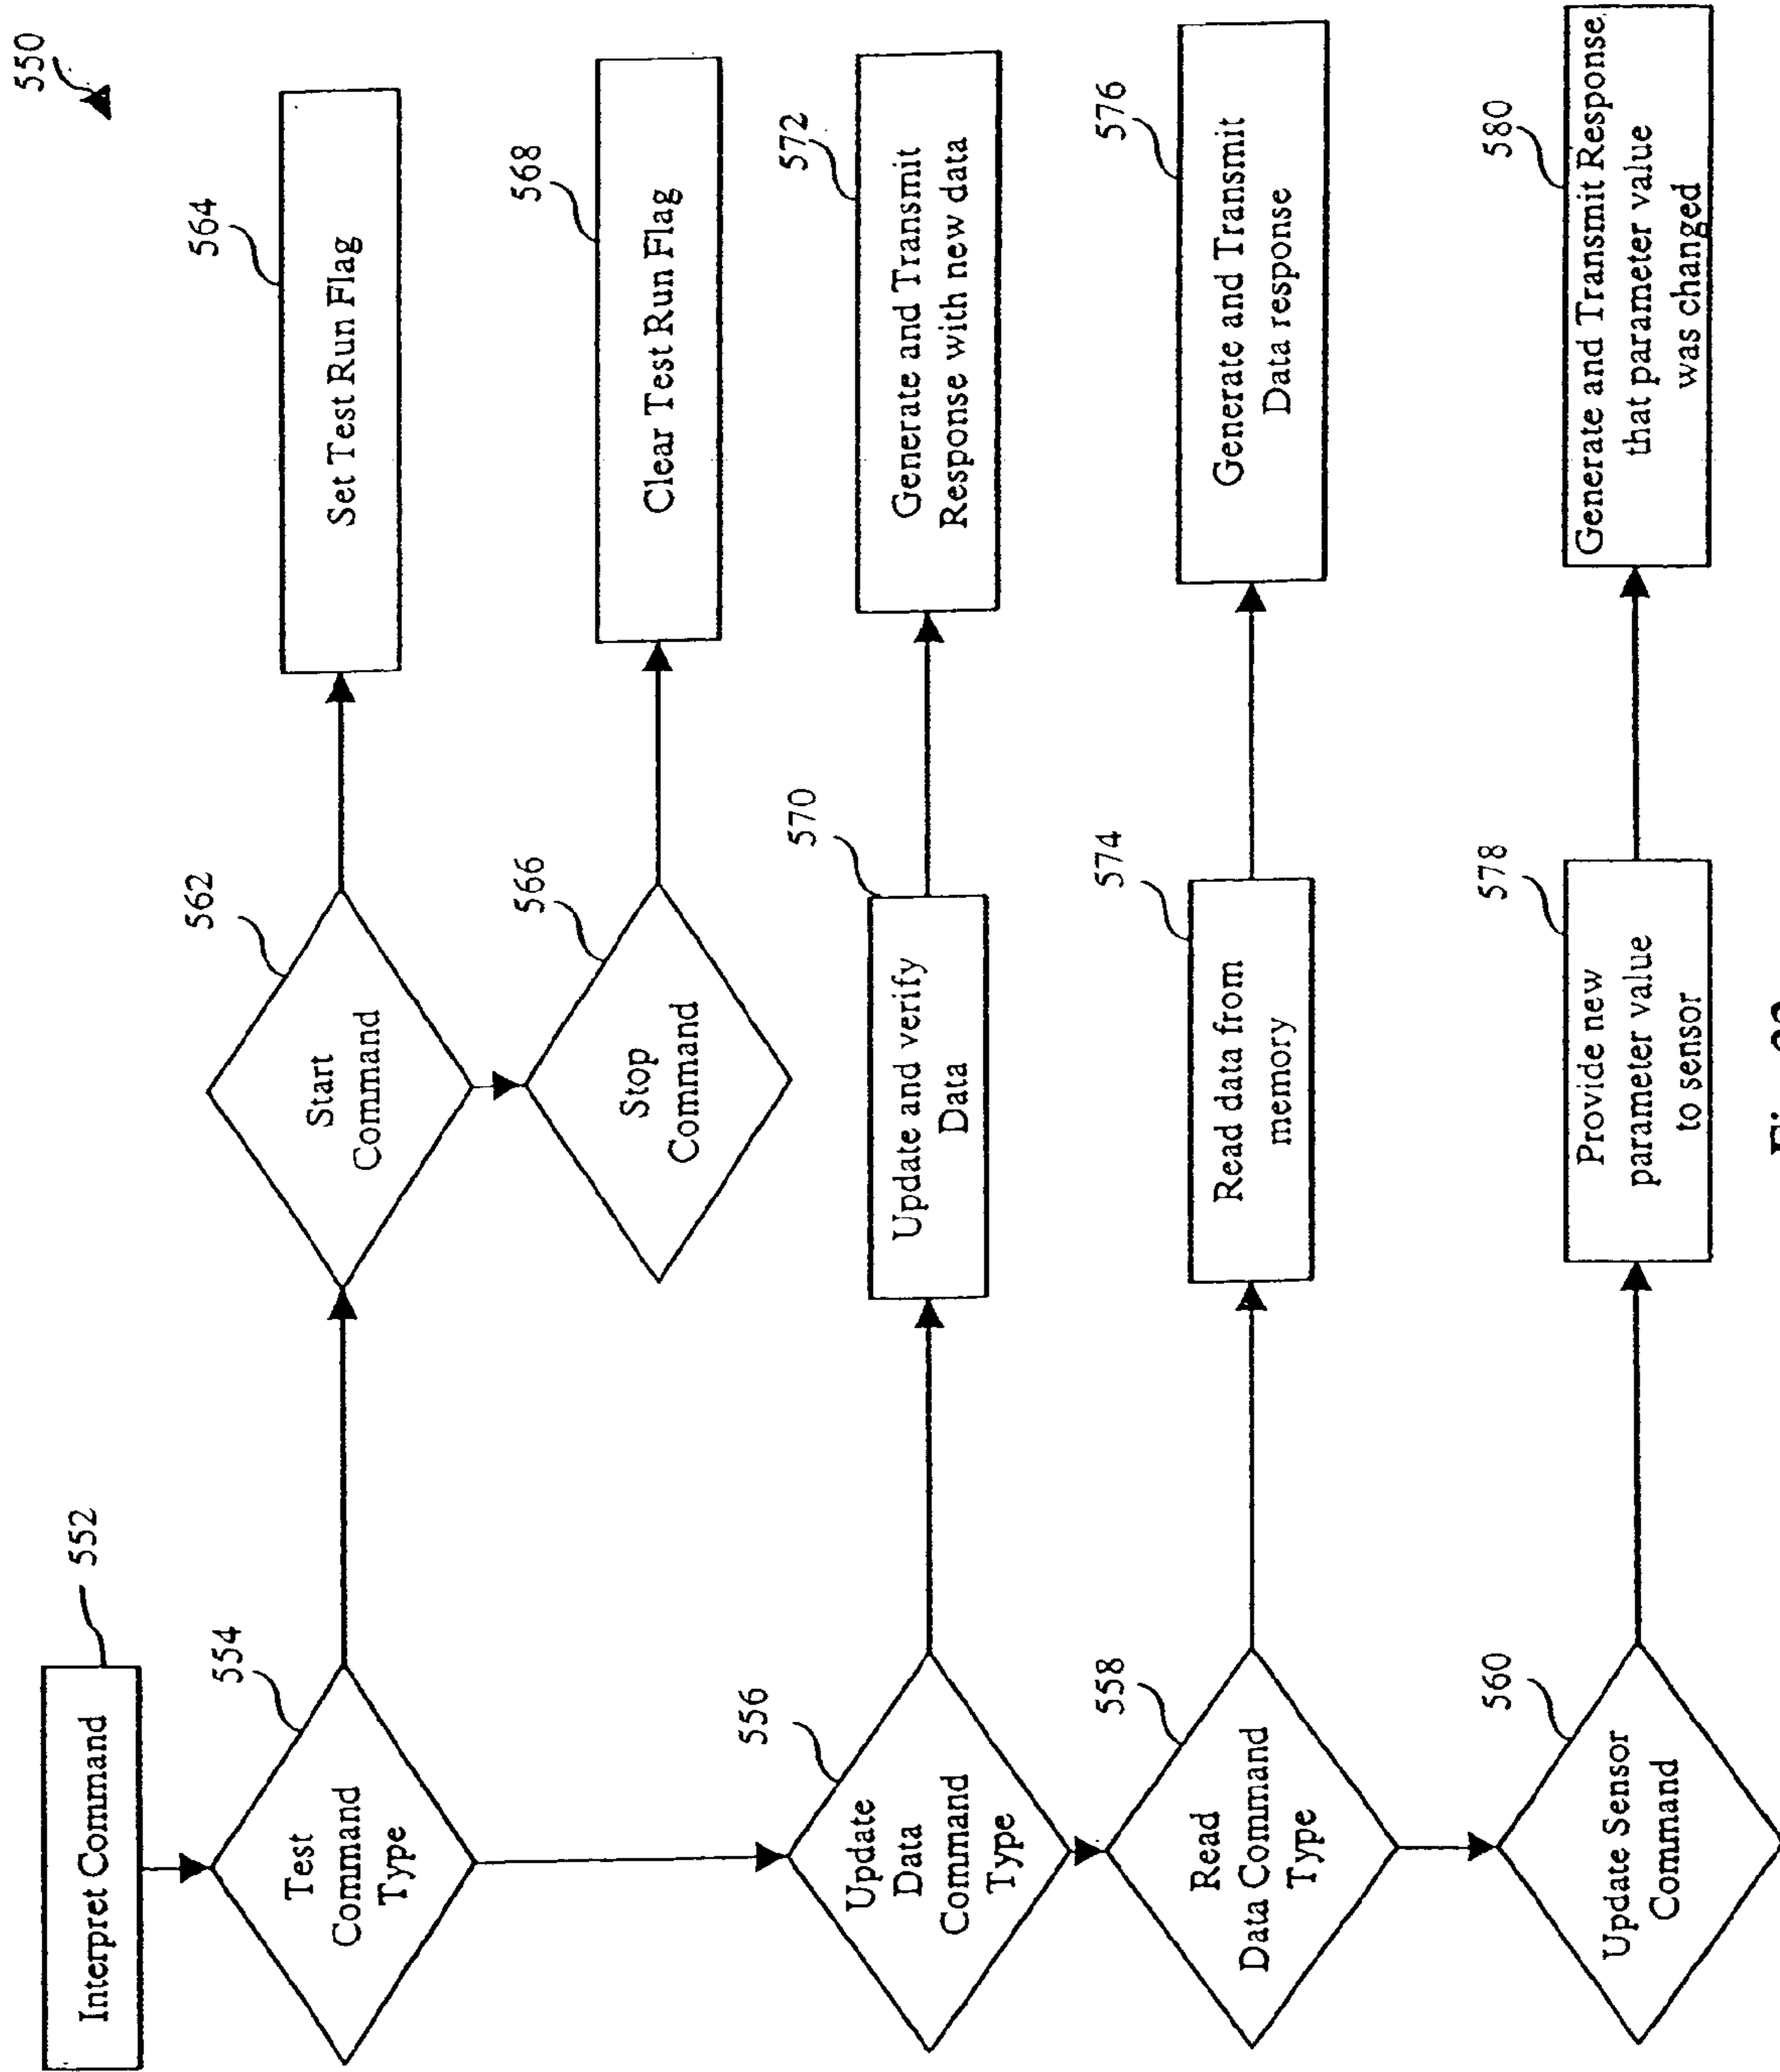 550
Interpret Command
552
Test
Command
Type
554
Start
Command
562
Set Test Run Flag
564
Stop
Command
566
Clear Test Run Flag
568
Update
Data
Command
Type
556
Update and verify
Data
570
Generate and Transmit
Response with new data
572
Read
Data Command
Type
558
Read data from
memory
574
Generate and Transmit
Data response
576
Update Sensor
Command
560
Provide new
parameter value
to sensor
578
Generate and Transmit Response
that parameter value
was changed
580